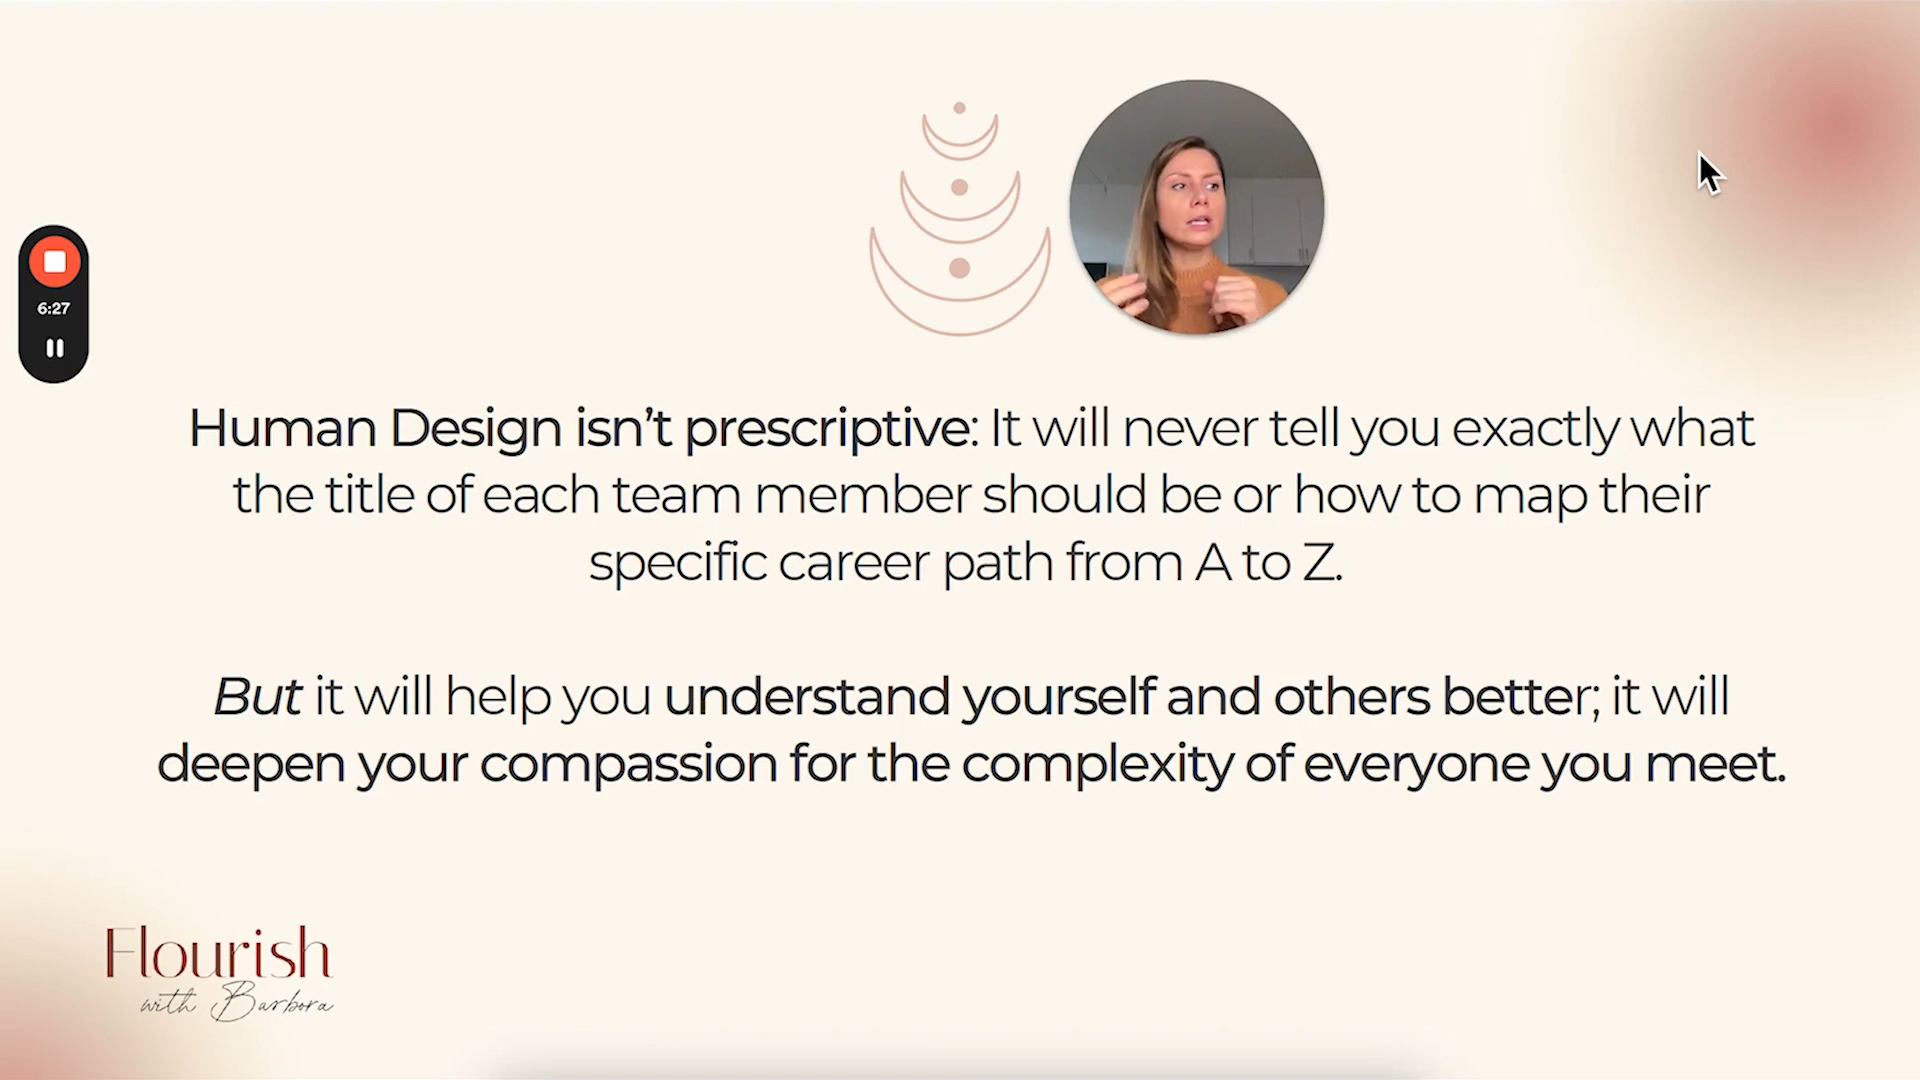 6:27
Human Design isn't prescriptive: It will never tell you exactly what
the title of each team member should be or how to map their
specific career path from A to Z.
But it will help you understand yourself and others better; it will
deepen your compassion for the complexity of everyone you meet.
Flourish
with Barbora